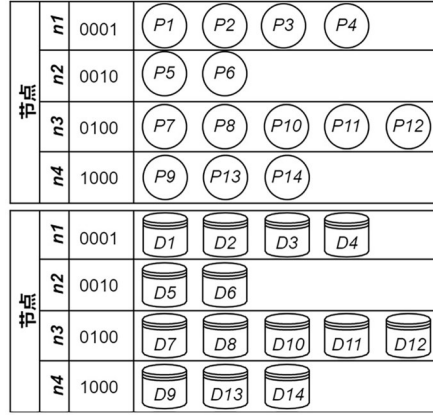 节点
n1 0001 P1 P2 P3 P4
n2 0010 P5 P6
n3 0100 P7 P8 P10 P11 P12
n4 1000 P9 P13 P14
节点
n1 0001 D1 D2 D3 D4
n2 0010 D5 D6
n3 0100 D7 D8 D10 D11 D12
n4 1000 D9 D13 D14